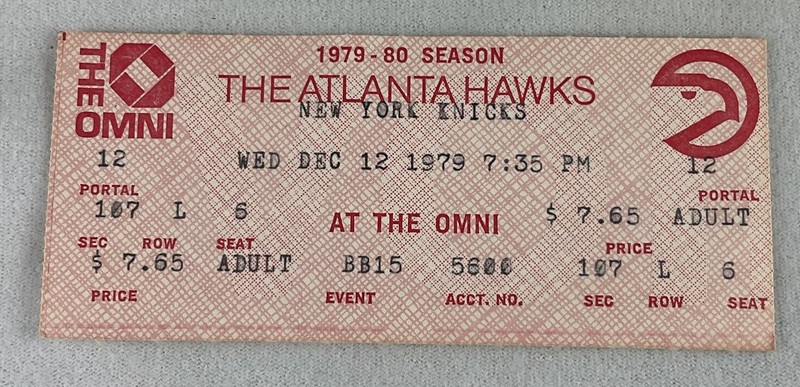 THE OMNI
1979-80 SEASON
THE ATLANTA HAWKS
NEW YORK KNICKS
12 WED DEC 12 1979 7:35 PM 12
PORTAL PORTAL
107 L 6 AT THE OMNI $ 7.65 ADULT
SEC ROW SEAT PRICE
$ 7.65 ADULT BB15 5600 107 L 6
PRICE EVENT ACCT. NO. SEC ROW SEAT